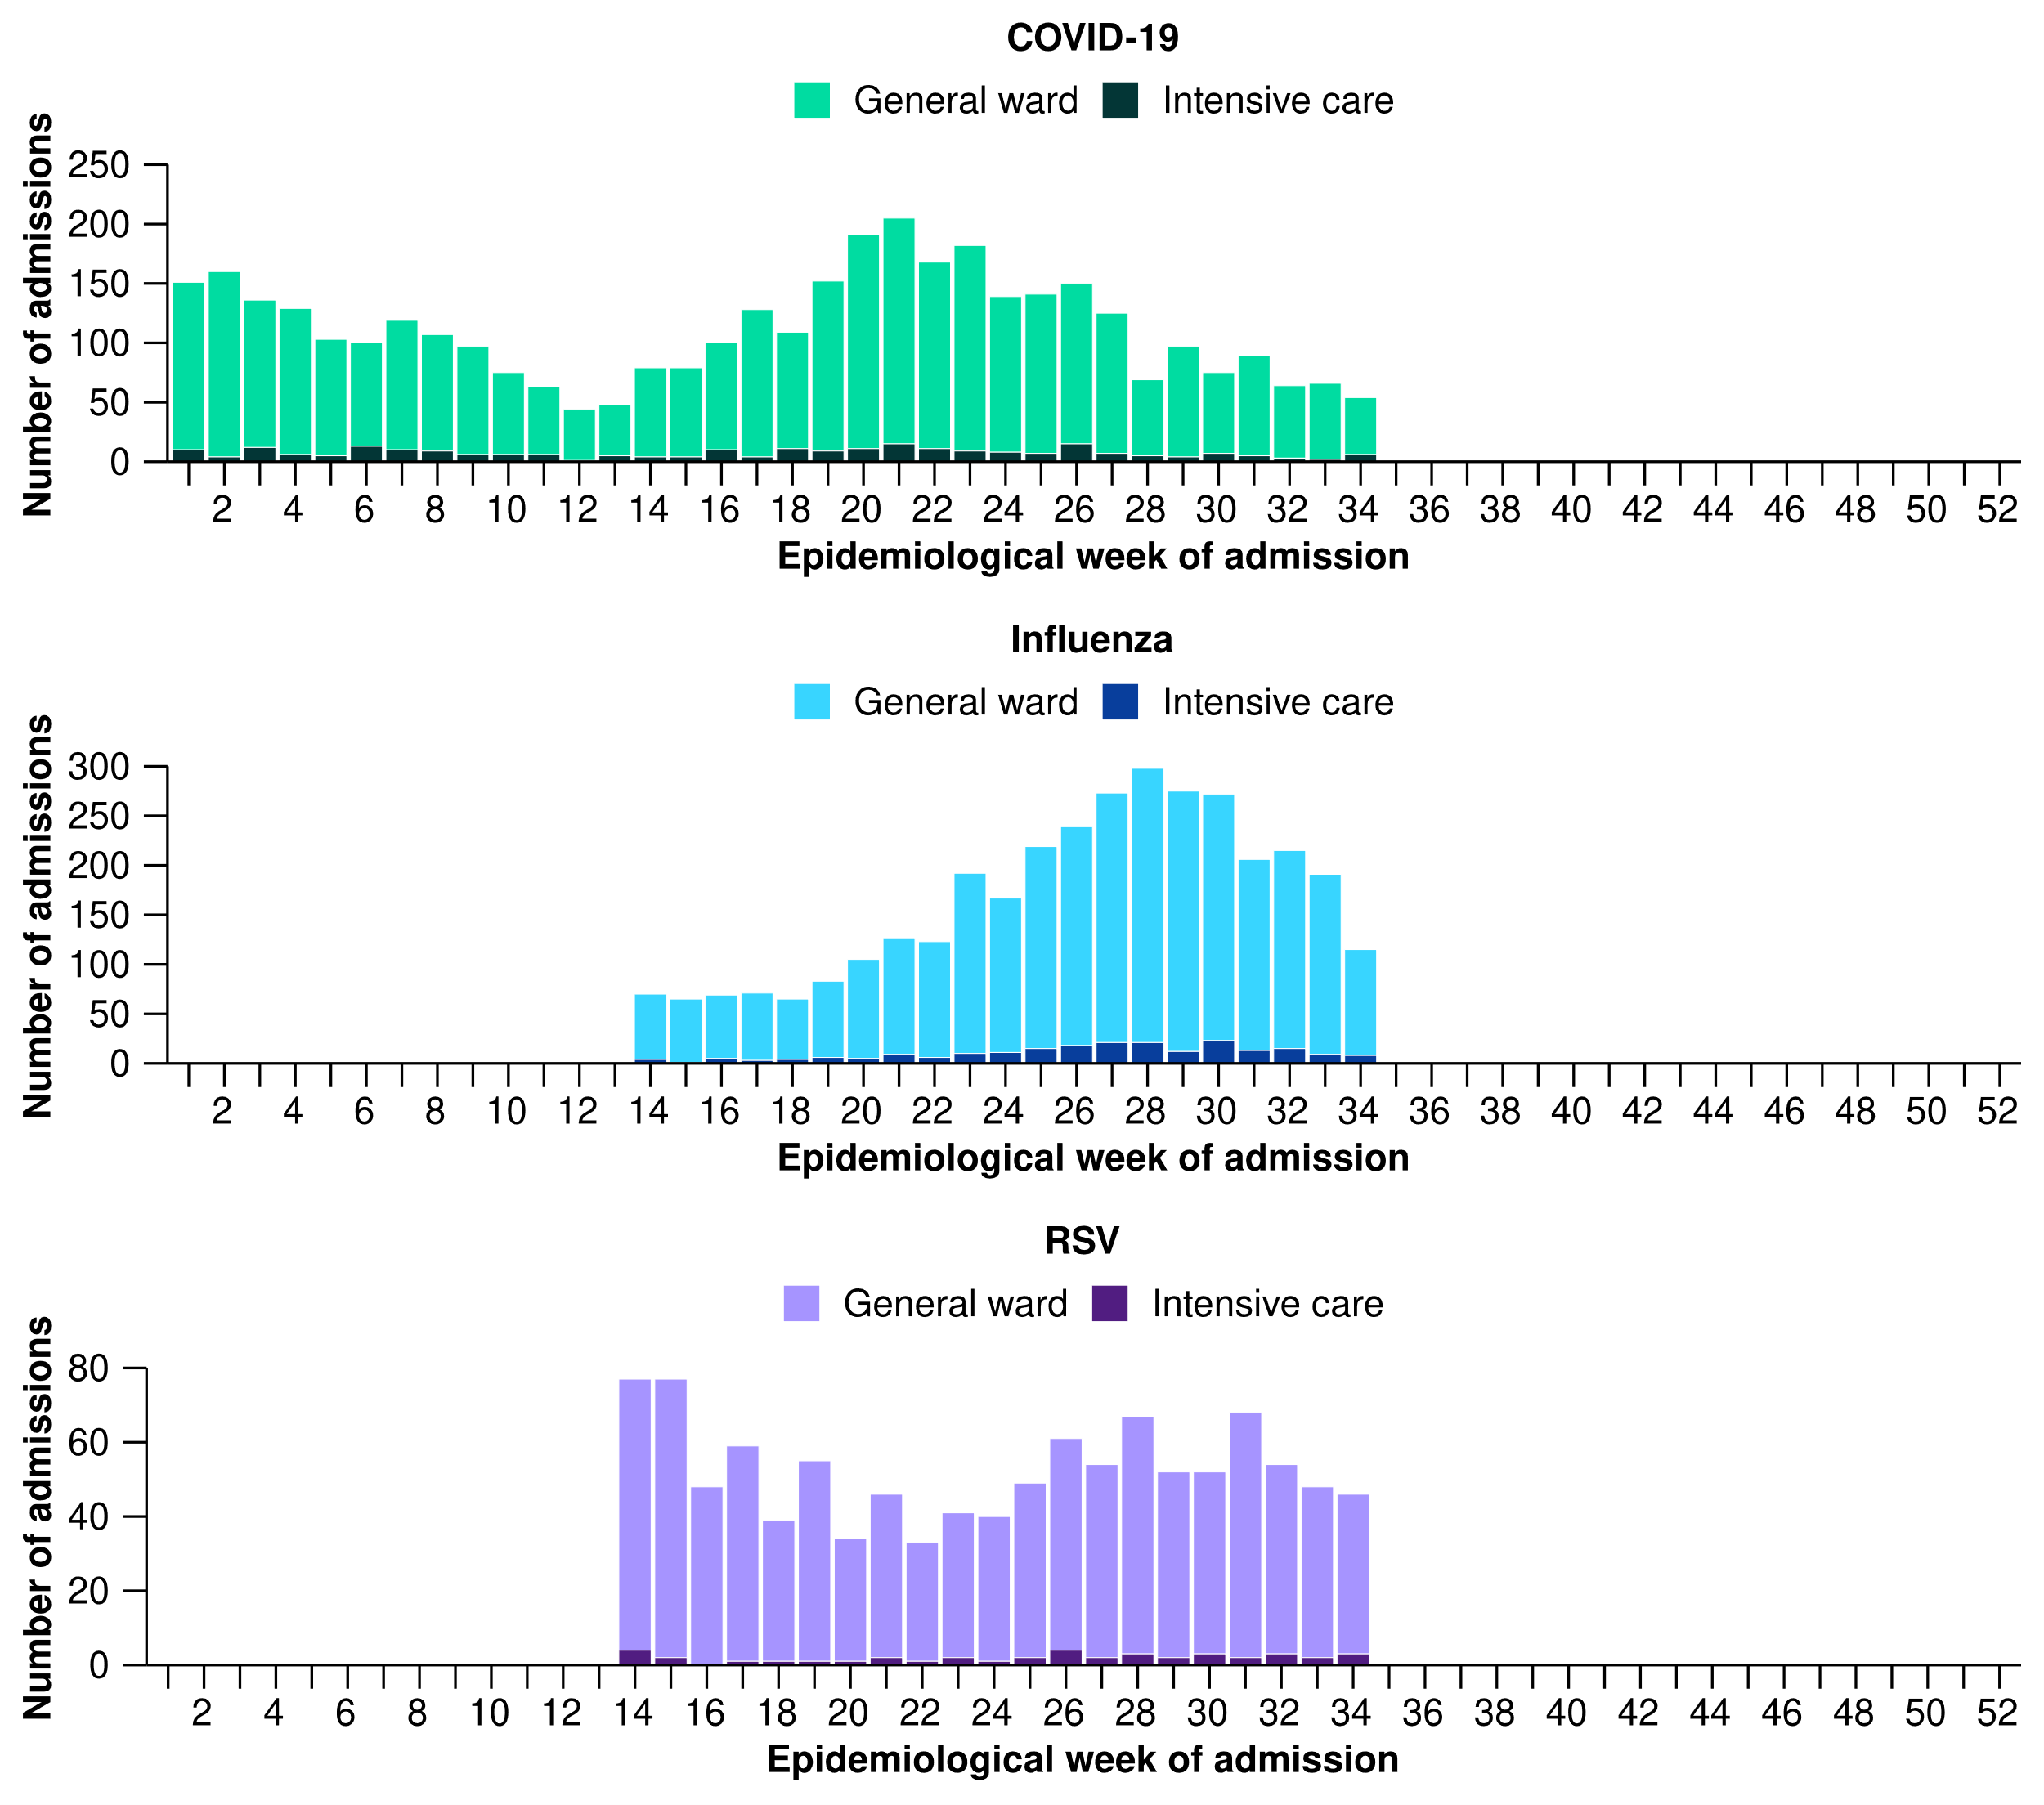 COVID-19
General ward Intensive care
Number of admissions
250
200
150
100
50
0
2 4 6 8 10 12 14 16 18 20 22 24 26 28 30 32 34 36 38 40 42 44 46 48 50 52
Epidemiological week of admission
Influenza
General ward Intensive care
Number of admissions
300
250
200
150
100
50
0
2 4 6 8 10 12 14 16 18 20 22 24 26 28 30 32 34 36 38 40 42 44 46 48 50 52
Epidemiological week of admission
RSV
General ward Intensive care
Number of admissions
80
60
40
20
0
2 4 6 8 10 12 14 16 18 20 22 24 26 28 30 32 34 36 38 40 42 44 46 48 50 52
Epidemiological week of admission